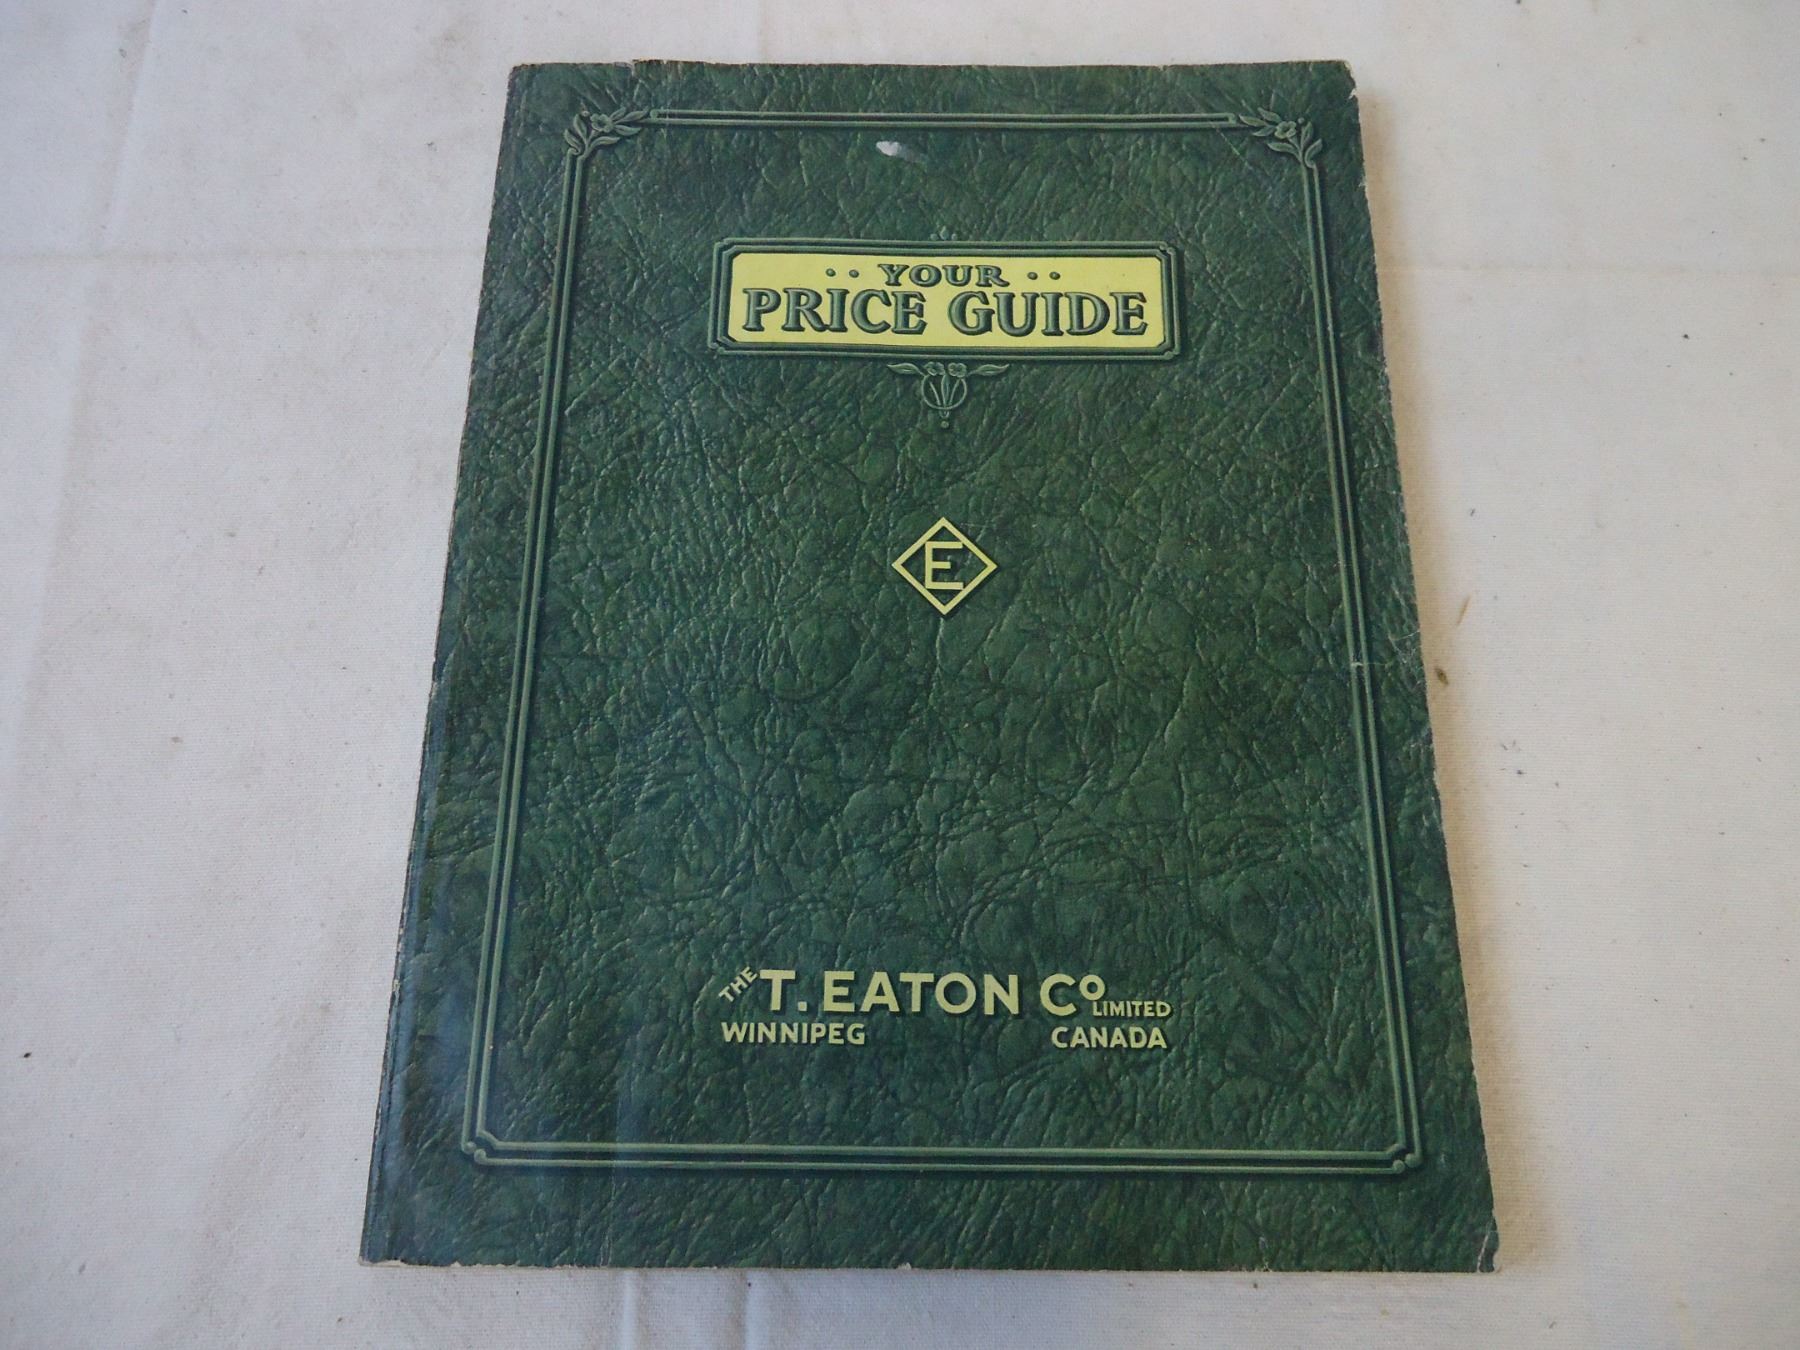 ·· YOUR ··
PRICE GUIDE
E
THE T. EATON Co LIMITED
WINNIPEG CANADA